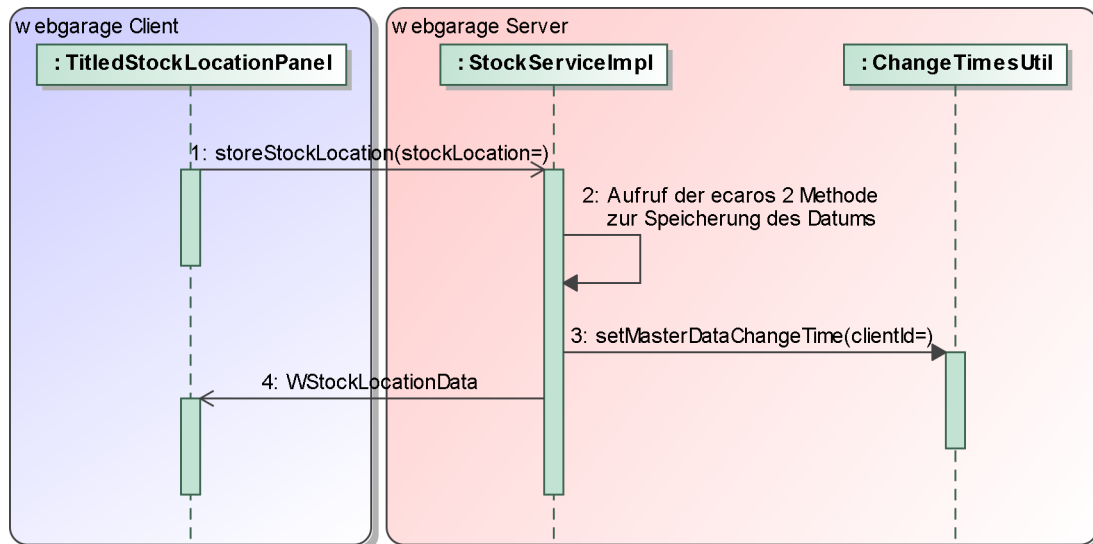 webgarage Client
webgarage Server
: TitledStockLocationPanel
: StockServiceImpl
: ChangeTimesUtil
1: storeStockLocation(stockLocation=)
2: Aufruf der ecaros 2 Methode
zur Speicherung des Datums
3: setMasterDataChangeTime(clientId=)
4: WStockLocationData